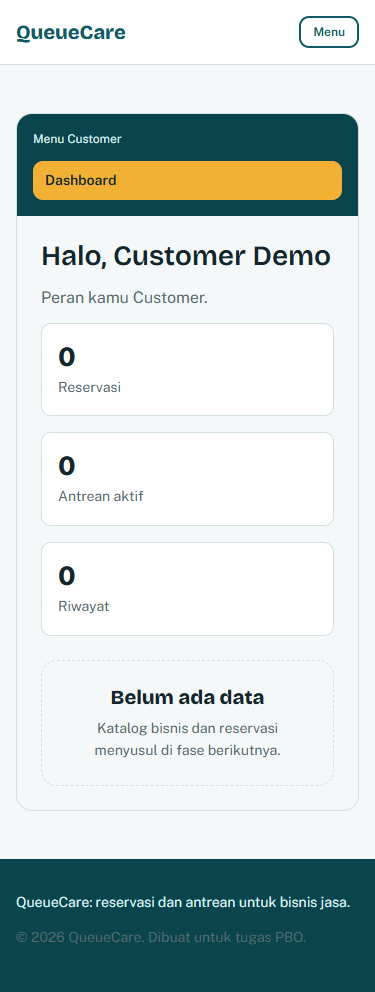 QueueCare
Menu
Menu Customer
Dashboard
Halo, Customer Demo
Peran kamu Customer.
0
Reservasi
0
Antrean aktif
0
Riwayat
Belum ada data
Katalog bisnis dan reservasi
menyusul di fase berikutnya.
QueueCare: reservasi dan antrean untuk bisnis jasa.
© 2026 QueueCare. Dibuat untuk tugas PBO.